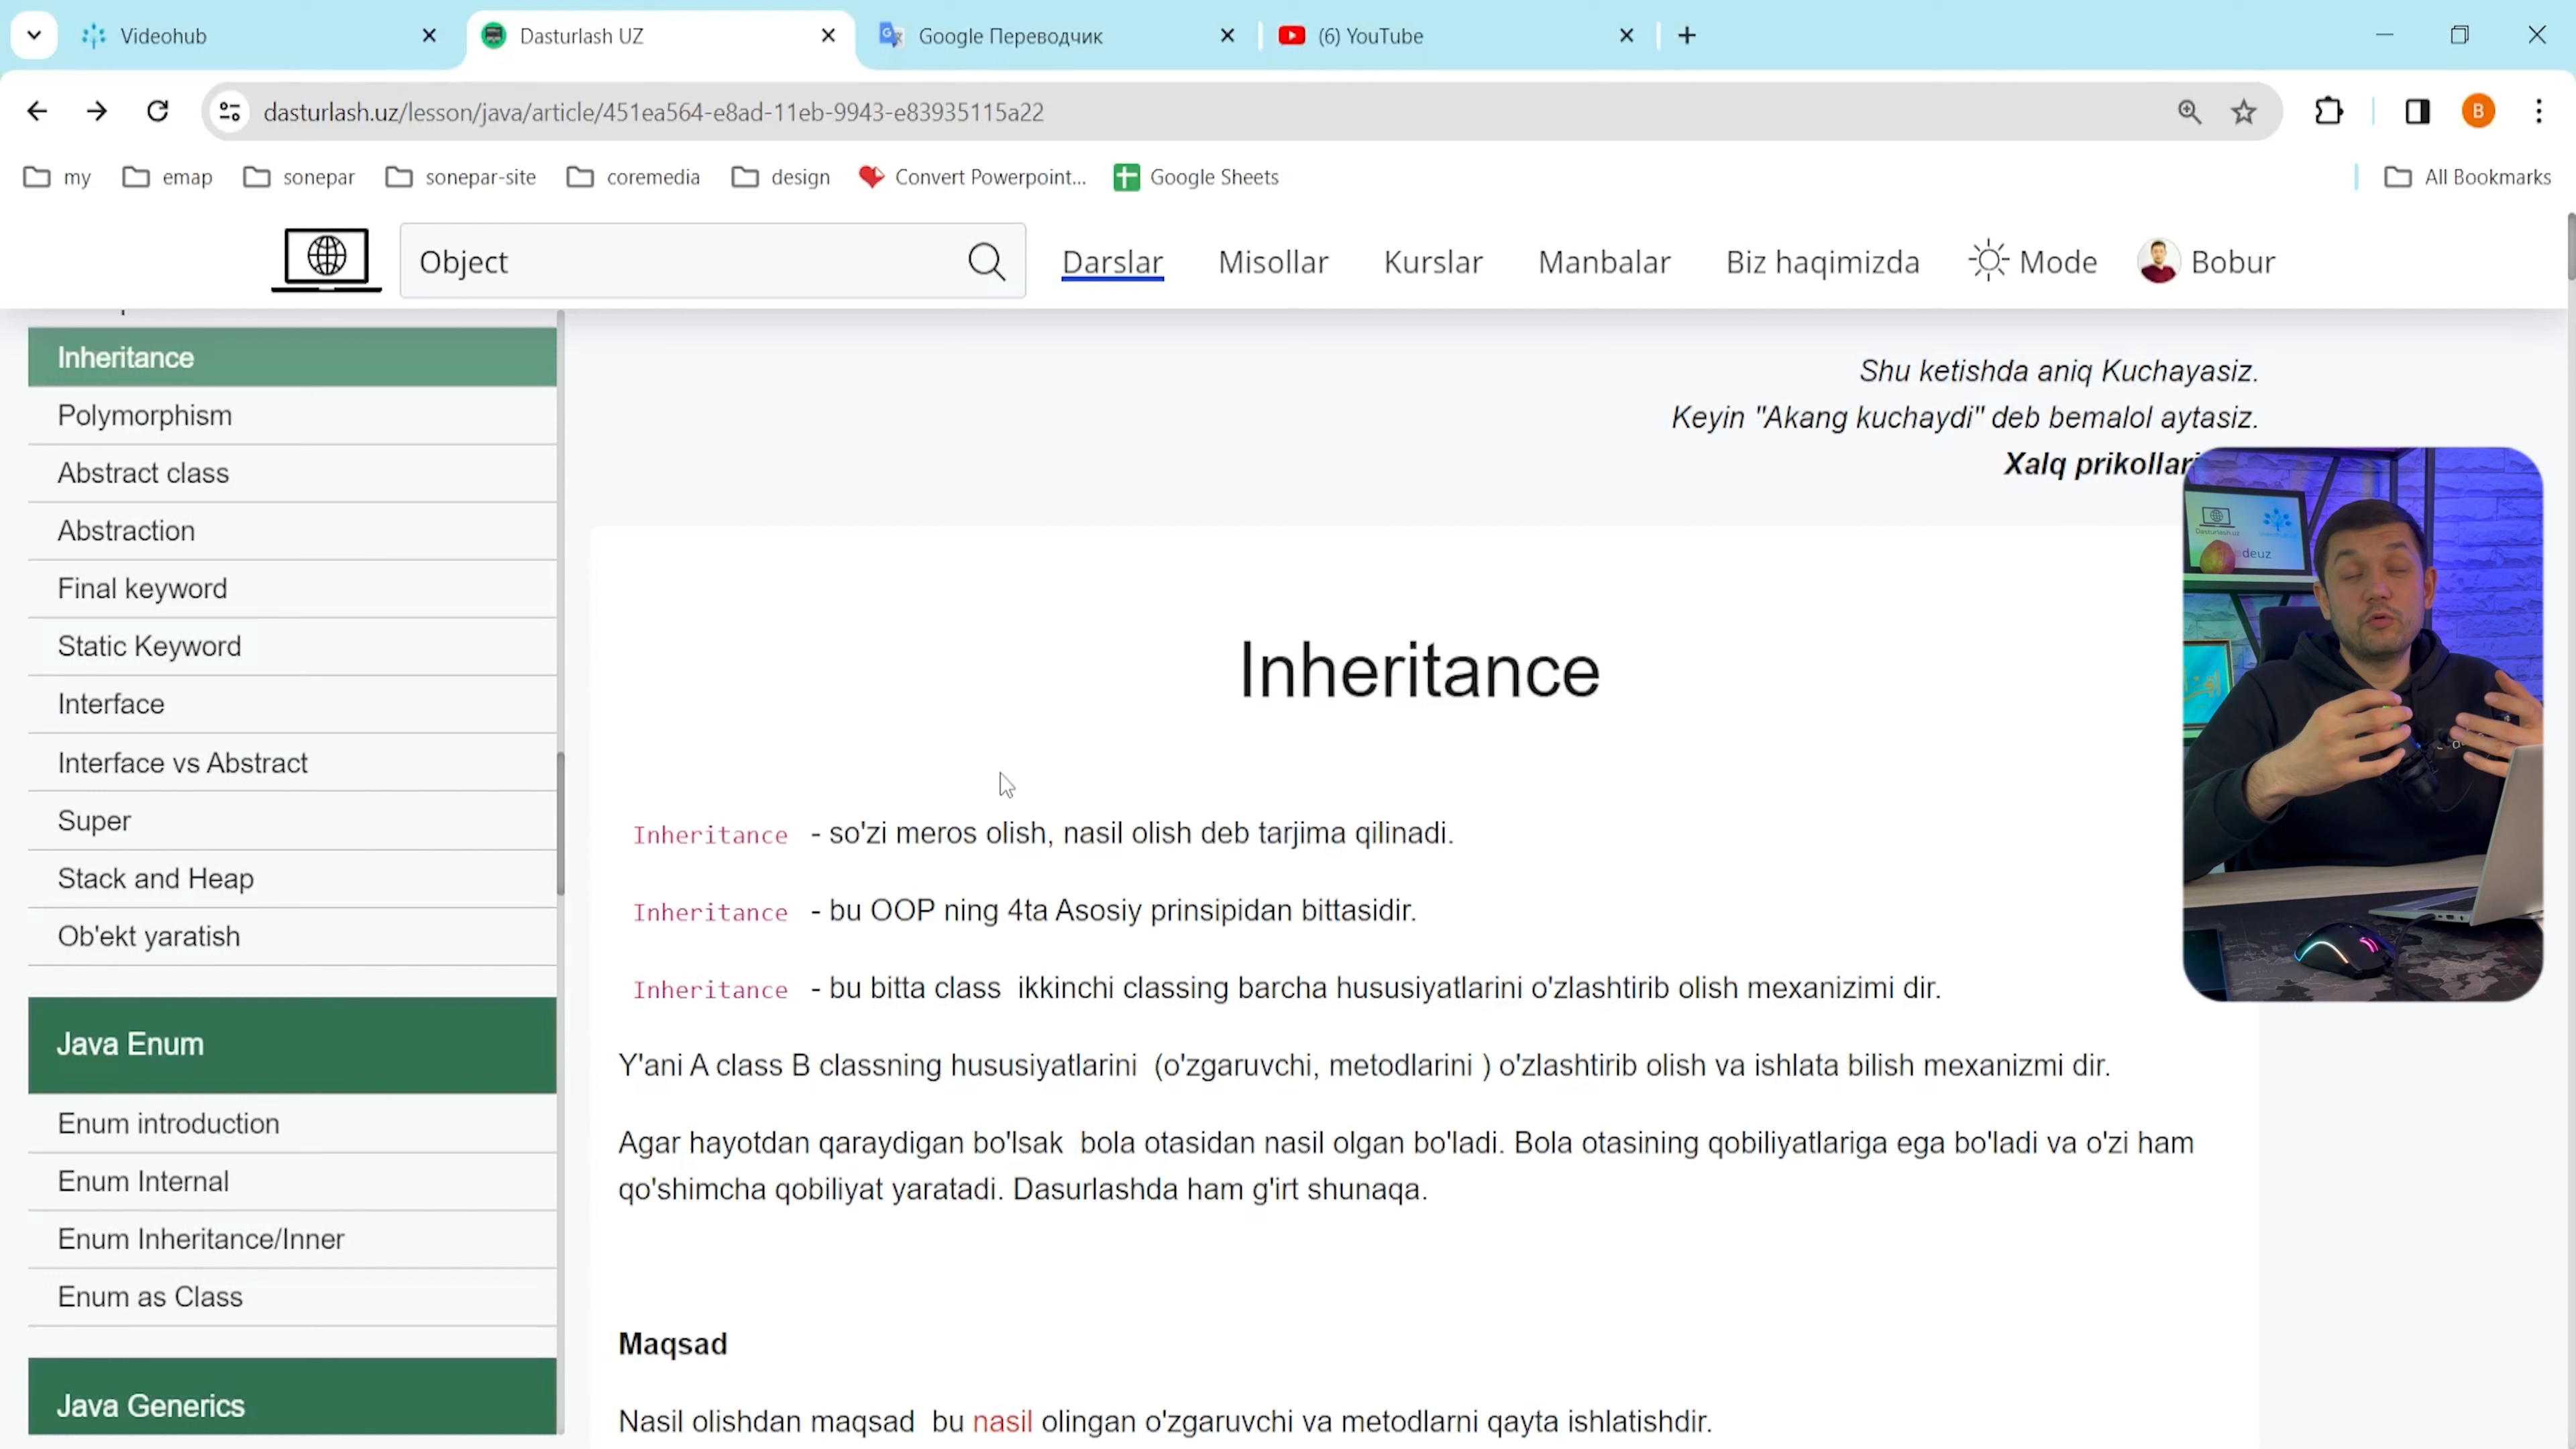 Videohub
Dasturlash UZ
Google Переводчик
(6) YouTube
dasturlash.uz/lesson/java/article/451ea564-e8ad-11eb-9943-e83935115a22
B
my
emap
sonepar
sonepar-site
coremedia
design
Convert Powerpoint...
Google Sheets
All Bookmarks
Object
Darslar
Misollar
Kurslar
Manbalar
Biz haqimizda
Mode
Bobur
Inheritance
Polymorphism
Abstract class
Abstraction
Final keyword
Static Keyword
Interface
Interface vs Abstract
Super
Stack and Heap
Ob'ekt yaratish
Java Enum
Enum introduction
Enum Internal
Enum Inheritance/Inner
Enum as Class
Java Generics
Shu ketishda aniq Kuchayasiz.
Keyin "Akang kuchaydi" deb bemalol aytasiz.
Xalq prikollari
Inheritance
Inheritance - so'zi meros olish, nasil olish deb tarjima qilinadi.
Inheritance - bu OOP ning 4ta Asosiy prinsipidan bittasidir.
Inheritance - bu bitta class ikkinchi classing barcha hususiyatlarini o'zlashtirib olish mexanizimi dir.
Y'ani A class B classning hususiyatlarini (o'zgaruvchi, metodlarini ) o'zlashtirib olish va ishlata bilish mexanizmi dir.
Agar hayotdan qaraydigan bo'lsak bola otasidan nasil olgan bo'ladi. Bola otasining qobiliyatlariga ega bo'ladi va o'zi ham
qo'shimcha qobiliyat yaratadi. Dasurlashda ham g'irt shunaqa.
Maqsad
Nasil olishdan maqsad bu nasil olingan o'zgaruvchi va metodlarni qayta ishlatishdir.
Dasturlash.uz
deuz